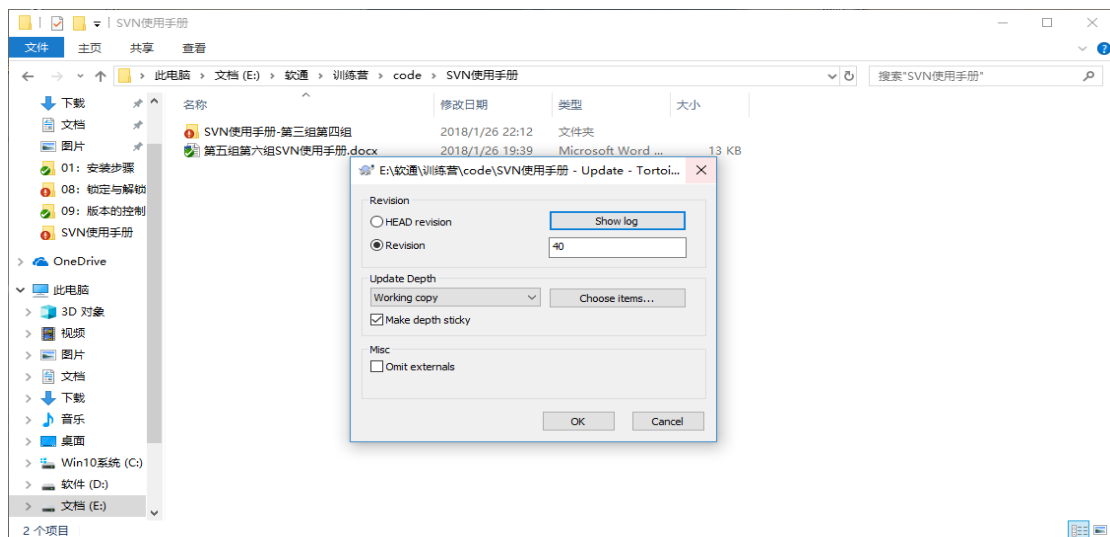 SVN使用手册
文件 主页 共享 查看
此电脑 › 文档 (E:) › 软通 › 训练营 › code › SVN使用手册
搜索"SVN使用手册"
名称 修改日期 类型 大小
SVN使用手册-第三组第四组 2018/1/26 22:12 文件夹
第五组第六组SVN使用手册.docx 2018/1/26 19:39 Microsoft Word ... 13 KB
下载
文档
图片
01：安装步骤
08：锁定与解锁
09：版本的控制
SVN使用手册
OneDrive
此电脑
3D 对象
视频
图片
文档
下载
音乐
桌面
Win10系统 (C:)
软件 (D:)
文档 (E:)
2 个项目
E:\软通\训练营\code\SVN使用手册 - Update - Tortoi...
Revision
HEAD revision
Show log
Revision
40
Update Depth
Working copy
Choose items...
Make depth sticky
Misc
Omit externals
OK
Cancel